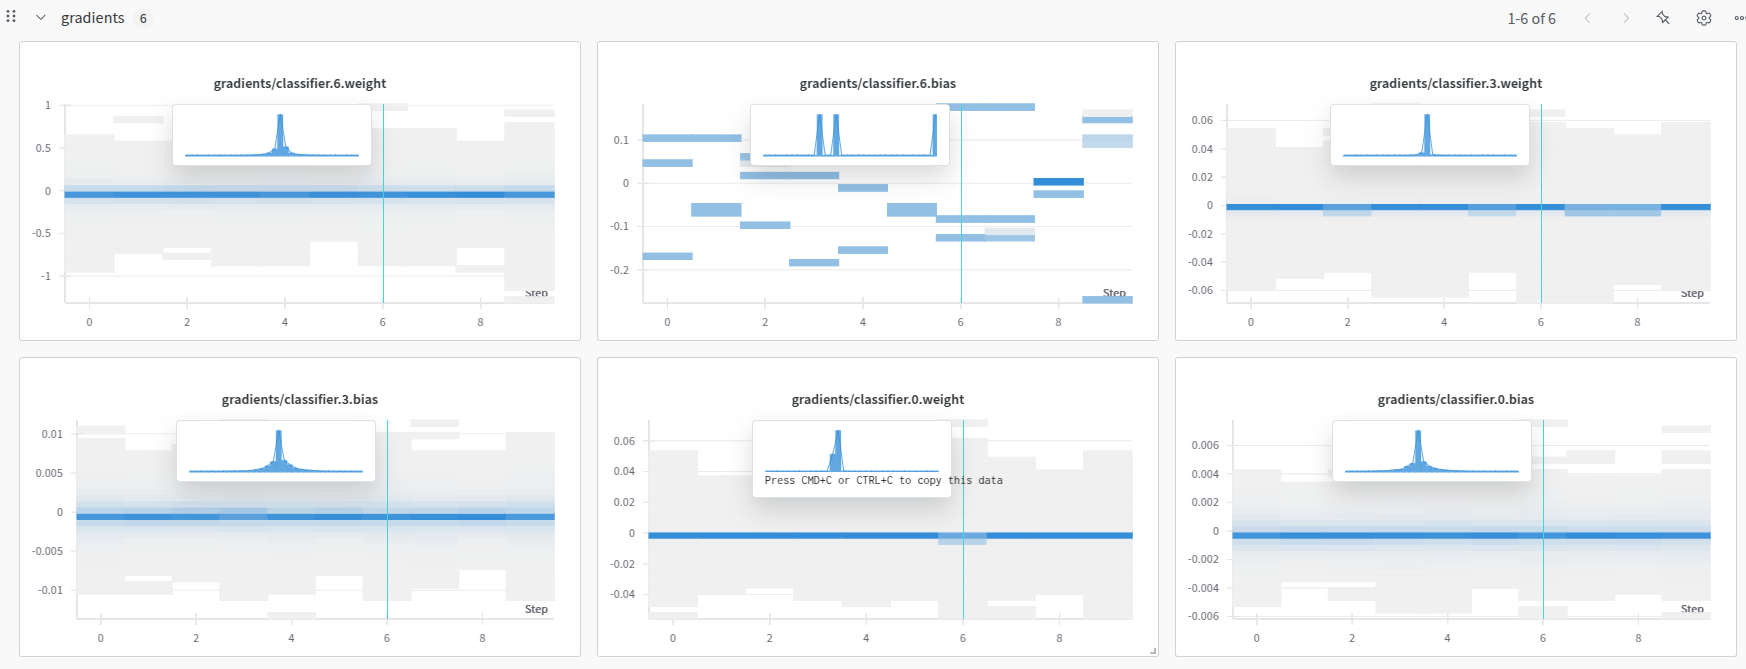 gradients 6 1-6 of 6
gradients/classifier.6.weight
1
0.5
0
-0.5
-1
Step
0 2 4 6 8
gradients/classifier.6.bias
0.1
0
-0.1
-0.2
Step
0 2 4 6 8
gradients/classifier.3.weight
0.06
0.04
0.02
0
-0.02
-0.04
-0.06
Step
0 2 4 6 8
gradients/classifier.3.bias
0.01
0.005
0
-0.005
-0.01
Step
0 2 4 6 8
gradients/classifier.0.weight
0.06
0.04
Press CMD+C or CTRL+C to copy this data
0.02
0
-0.02
-0.04
0 2 4 6 8
gradients/classifier.0.bias
0.006
0.004
0.002
0
-0.002
-0.004
-0.006
Step
0 2 4 6 8